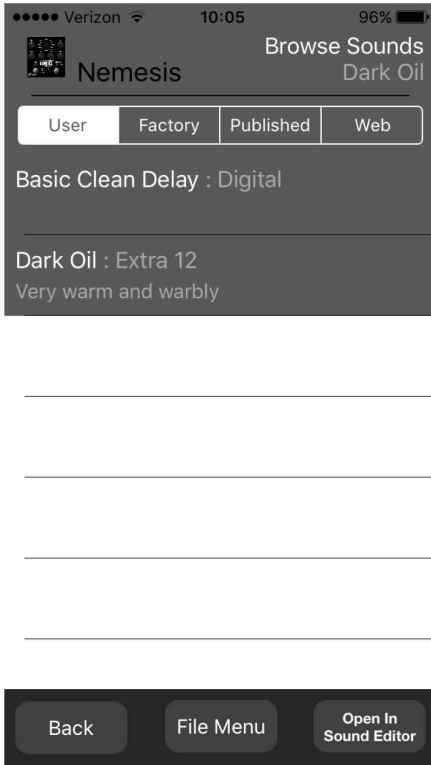 Verizon 10:05 96%
Browse Sounds
Nemesis Dark Oil
User Factory Published Web
Basic Clean Delay : Digital
Dark Oil : Extra 12
Very warm and warbly
Back File Menu Open In
Sound Editor